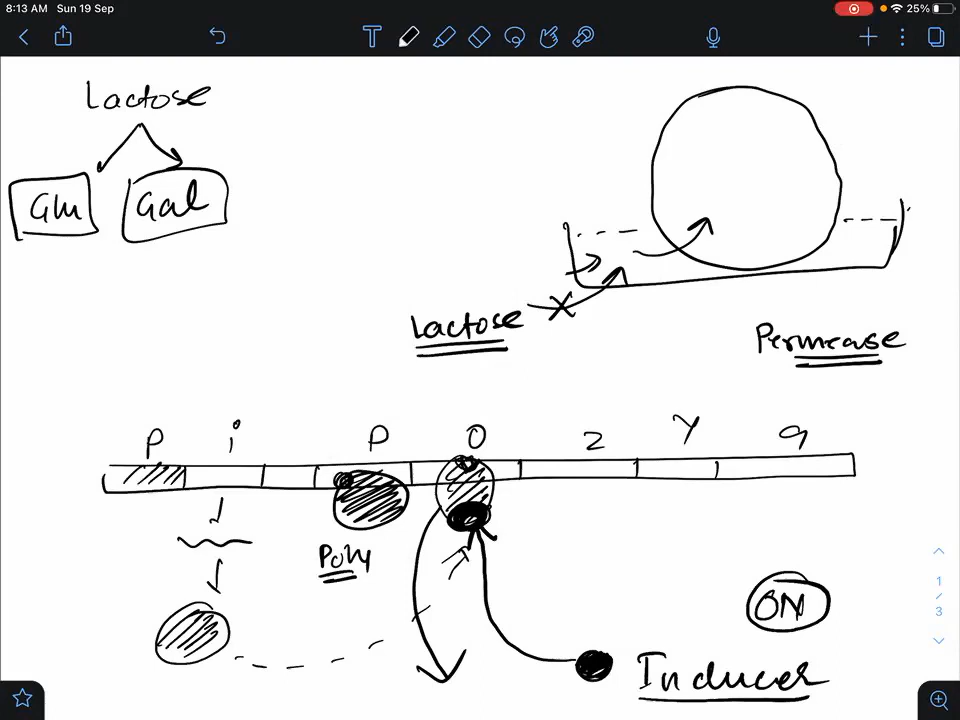 8:13 AM Sun 19 Sep
25%
T
Lactose
Glu
Gal
Lactose
Permease
P i P O Z Y a
Poly
1
/
3
ON
Inducer